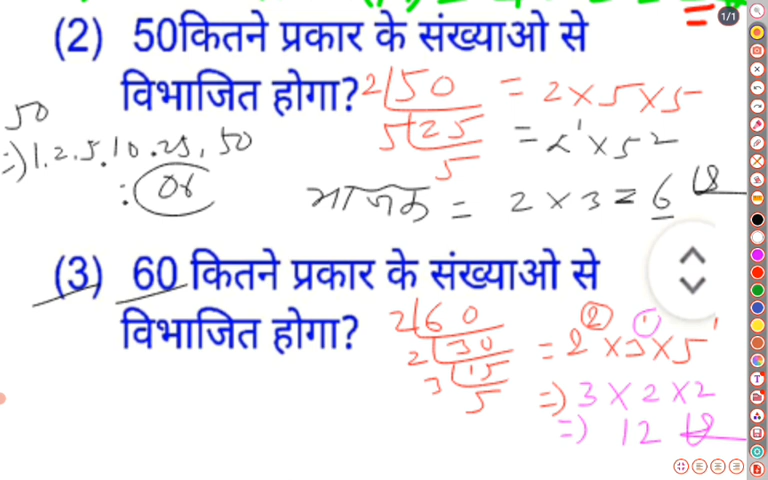 1/1
(2) 50कितने प्रकार के संख्याओ से
विभाजित होगा?
2|50 = 2×5×5
5|25 = 2¹×5²
5
50
⇒ 1.2.5.10.25, 50
: 06
भाजक = 2×3=6
(3) 60 कितने प्रकार के संख्याओ से
विभाजित होगा?
2|60
2|30 = 2²×3¹×5¹
3|15
5
⇒ 3×2×2
⇒ 12